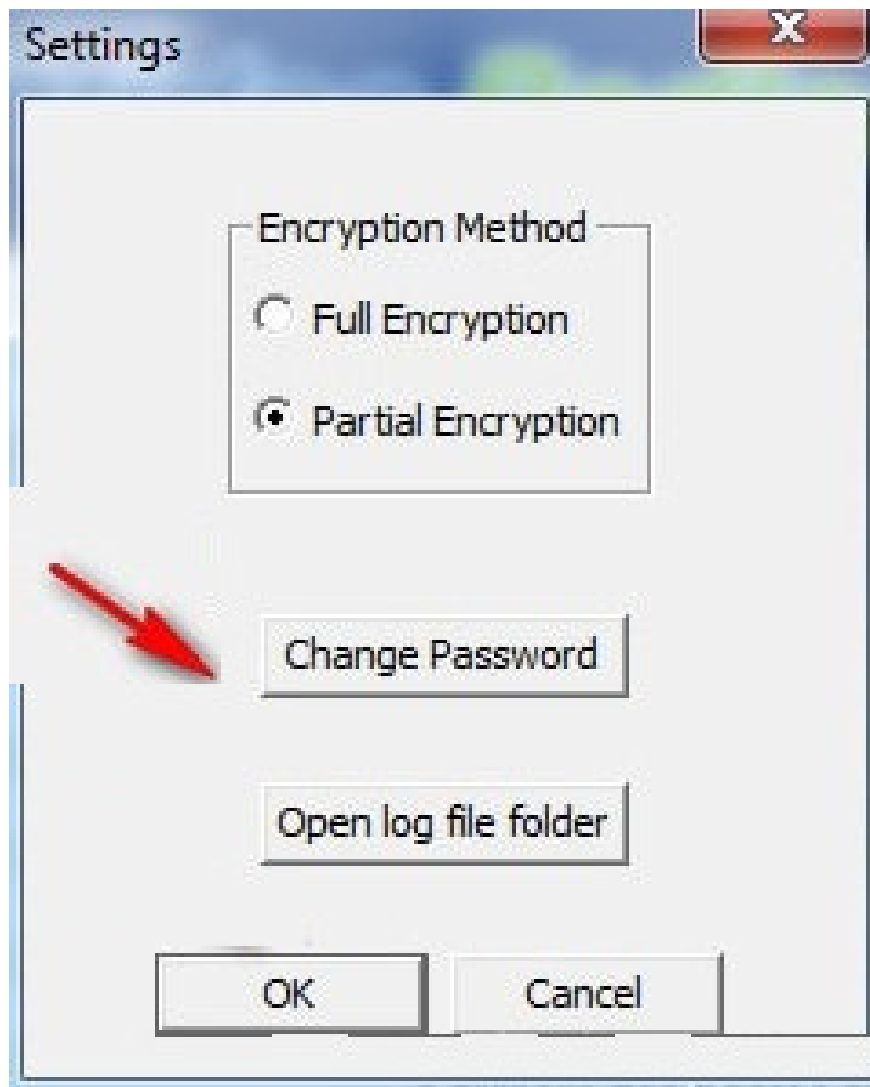 Settings
Encryption Method
Full Encryption
Partial Encryption
Change Password
Open log file folder
OK
Cancel